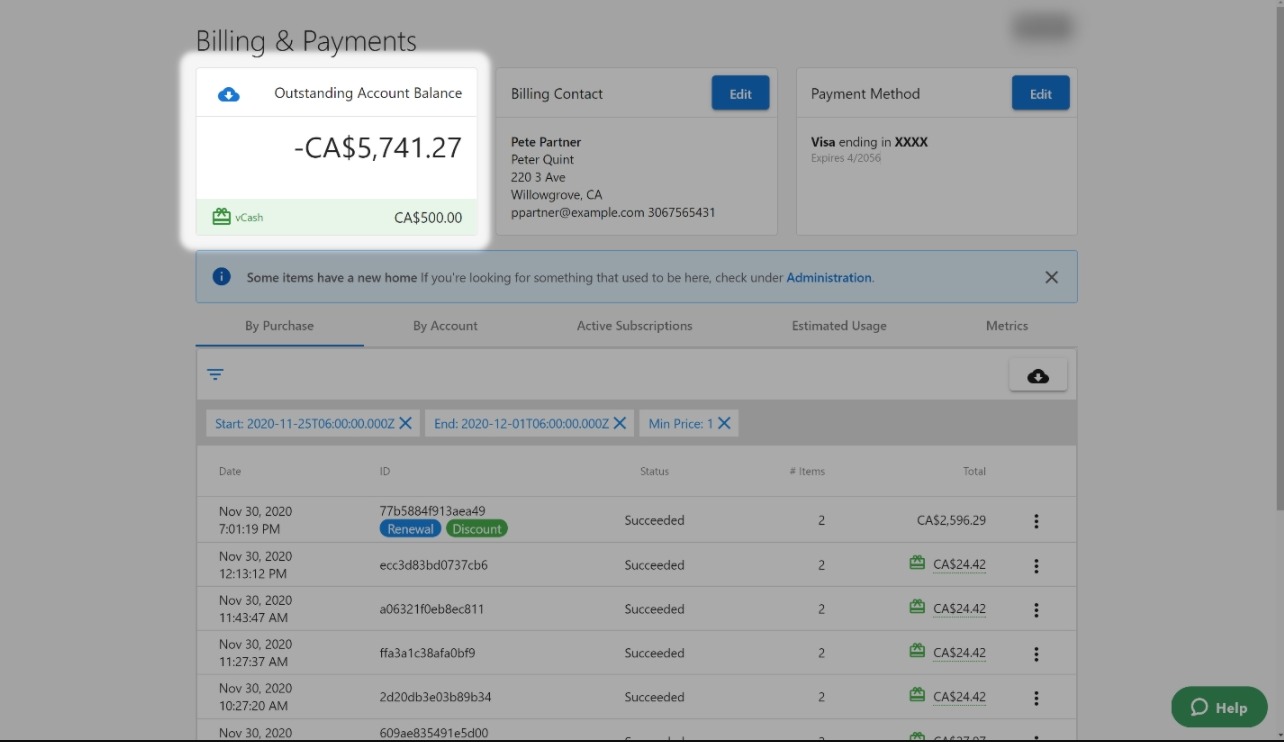 Billing & Payments
Outstanding Account Balance
-CA$5,741.27
vCash CA$500.00
Billing Contact Edit
Pete Partner
Peter Quint
220 3 Ave
Willowgrove, CA
ppartner@example.com 3067565431
Payment Method Edit
Visa ending in XXXX
Expires 4/2056
Some items have a new home If you're looking for something that used to be here, check under Administration.
By Purchase By Account Active Subscriptions Estimated Usage Metrics
Start: 2020-11-25T06:00:00.000Z End: 2020-12-01T06:00:00.000Z Min Price: 1
Date ID Status # Items Total
Nov 30, 2020
7:01:19 PM
77b5884f913aea49
Renewal Discount
Succeeded 2 CA$2,596.29
Nov 30, 2020
12:13:12 PM
ecc3d83bd0737cb6 Succeeded 2 CA$24.42
Nov 30, 2020
11:43:47 AM
a06321f0eb8ec811 Succeeded 2 CA$24.42
Nov 30, 2020
11:27:37 AM
ffa3a1c38afa0bf9 Succeeded 2 CA$24.42
Nov 30, 2020
10:27:20 AM
2d20db3e03b89b34 Succeeded 2 CA$24.42
Nov 30, 2020 609ae835491e5d00
Help